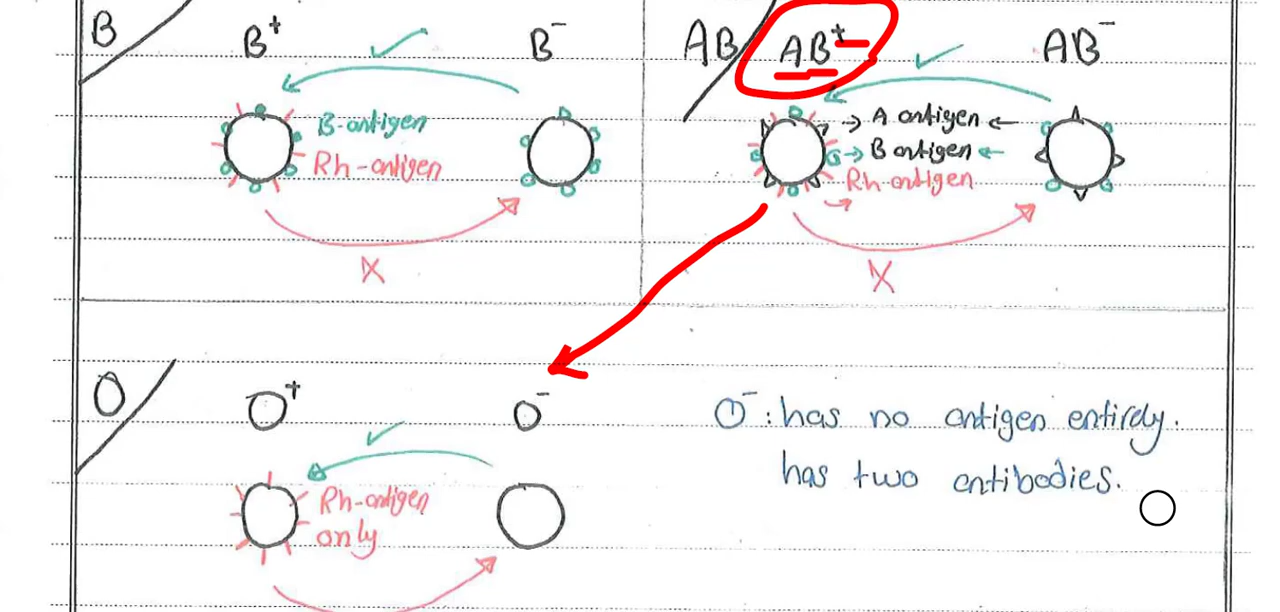 B
B⁺
B⁻
B-antigen
Rh-antigen
X
AB
AB⁺
AB⁻
A antigen
B antigen
Rh antigen
X
O
O⁺
O⁻
Rh-antigen
only
O⁻: has no antigen entirely.
has two antibodies.